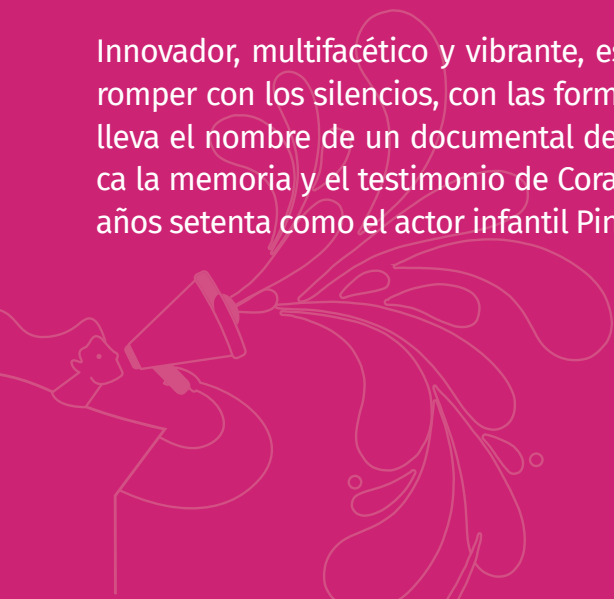 Innovador, multifacético y vibrante, es
romper con los silencios, con las form
lleva el nombre de un documental de
ca la memoria y el testimonio de Cora
años setenta como el actor infantil Pin